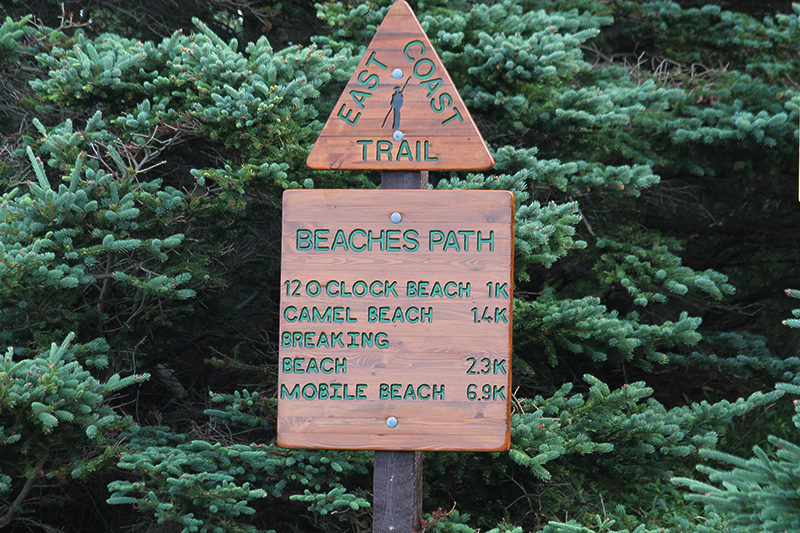 EAST COAST
TRAIL
BEACHES PATH
12 O CLOCK BEACH 1K
CAMEL BEACH 1.4K
BREAKING
BEACH 2.3K
MOBILE BEACH 6.9K